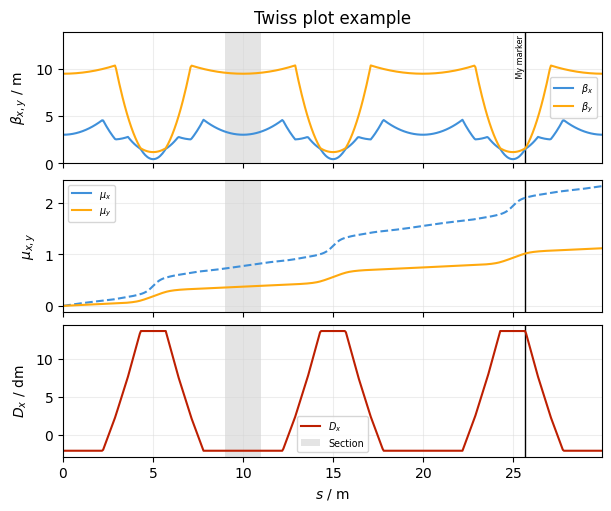 Twiss plot example
10
5
0
βx,y / m
My marker
βx
βy
2
1
0
μx,y
μx
μy
10
5
0
Dx / dm
Dx
Section
0 5 10 15 20 25
s / m